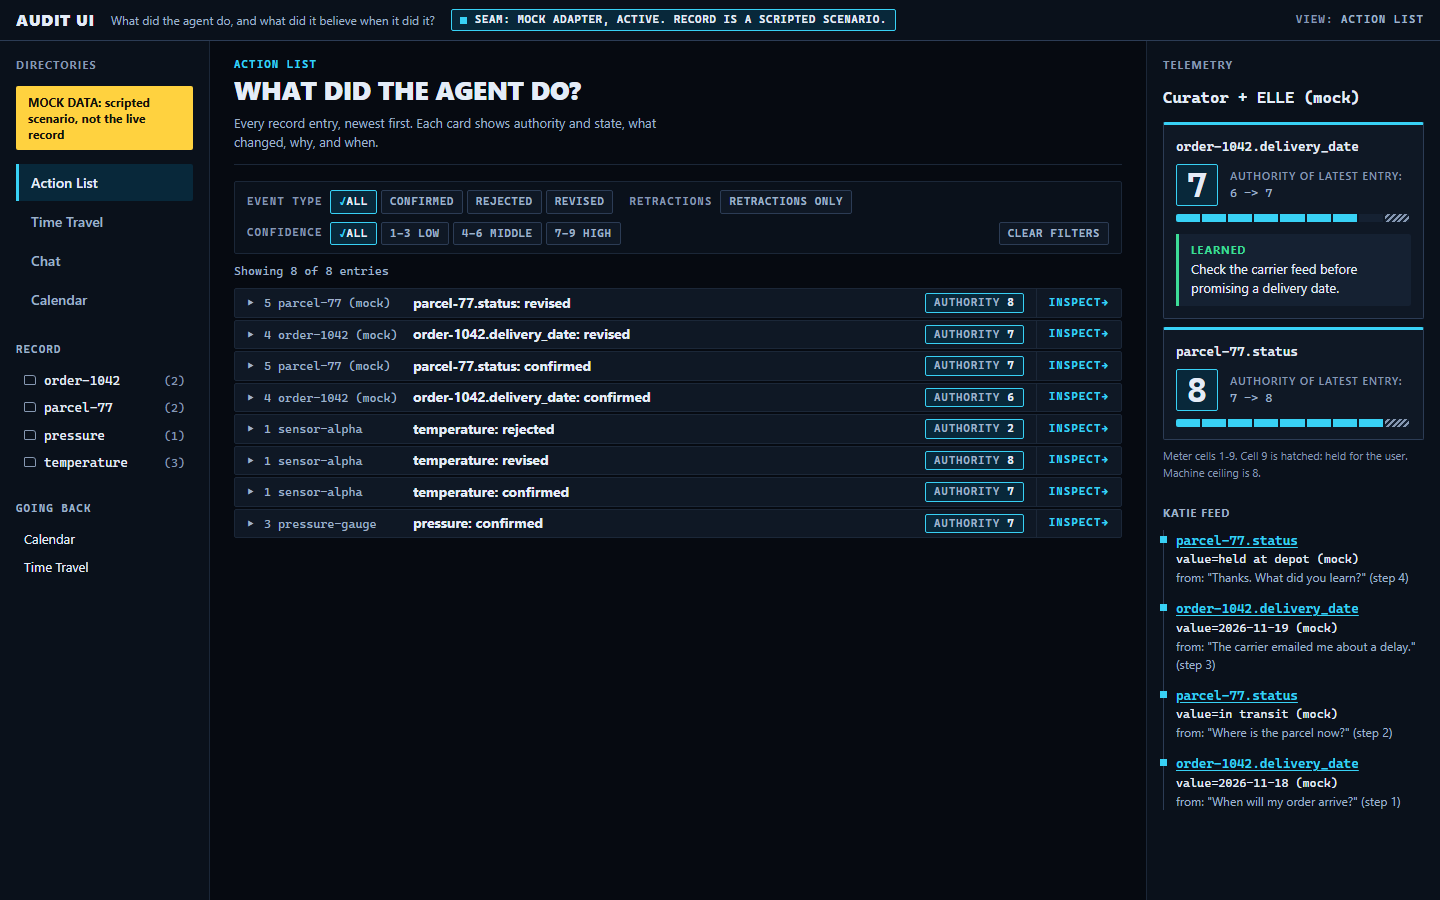 AUDIT UI What did the agent do, and what did it believe when it did it? SEAM: MOCK ADAPTER, ACTIVE. RECORD IS A SCRIPTED SCENARIO. VIEW: ACTION LIST
DIRECTORIES
MOCK DATA: scripted
scenario, not the live
record
Action List
Time Travel
Chat
Calendar
RECORD
order-1042 (2)
parcel-77 (2)
pressure (1)
temperature (3)
GOING BACK
Calendar
Time Travel
ACTION LIST
WHAT DID THE AGENT DO?
Every record entry, newest first. Each card shows authority and state, what
changed, why, and when.
EVENT TYPE ✓ALL CONFIRMED REJECTED REVISED RETRACTIONS RETRACTIONS ONLY
CONFIDENCE ✓ALL 1-3 LOW 4-6 MIDDLE 7-9 HIGH CLEAR FILTERS
Showing 8 of 8 entries
▶ 5 parcel-77 (mock) parcel-77.status: revised AUTHORITY 8 INSPECT→
▶ 4 order-1042 (mock) order-1042.delivery_date: revised AUTHORITY 7 INSPECT→
▶ 5 parcel-77 (mock) parcel-77.status: confirmed AUTHORITY 7 INSPECT→
▶ 4 order-1042 (mock) order-1042.delivery_date: confirmed AUTHORITY 6 INSPECT→
▶ 1 sensor-alpha temperature: rejected AUTHORITY 2 INSPECT→
▶ 1 sensor-alpha temperature: revised AUTHORITY 8 INSPECT→
▶ 1 sensor-alpha temperature: confirmed AUTHORITY 7 INSPECT→
▶ 3 pressure-gauge pressure: confirmed AUTHORITY 7 INSPECT→
TELEMETRY
Curator + ELLE (mock)
order-1042.delivery_date
7 AUTHORITY OF LATEST ENTRY:
6 -> 7
LEARNED
Check the carrier feed before
promising a delivery date.
parcel-77.status
8 AUTHORITY OF LATEST ENTRY:
7 -> 8
Meter cells 1-9. Cell 9 is hatched: held for the user.
Machine ceiling is 8.
KATIE FEED
parcel-77.status
value=held at depot (mock)
from: "Thanks. What did you learn?" (step 4)
order-1042.delivery_date
value=2026-11-19 (mock)
from: "The carrier emailed me about a delay."
(step 3)
parcel-77.status
value=in transit (mock)
from: "Where is the parcel now?" (step 2)
order-1042.delivery_date
value=2026-11-18 (mock)
from: "When will my order arrive?" (step 1)